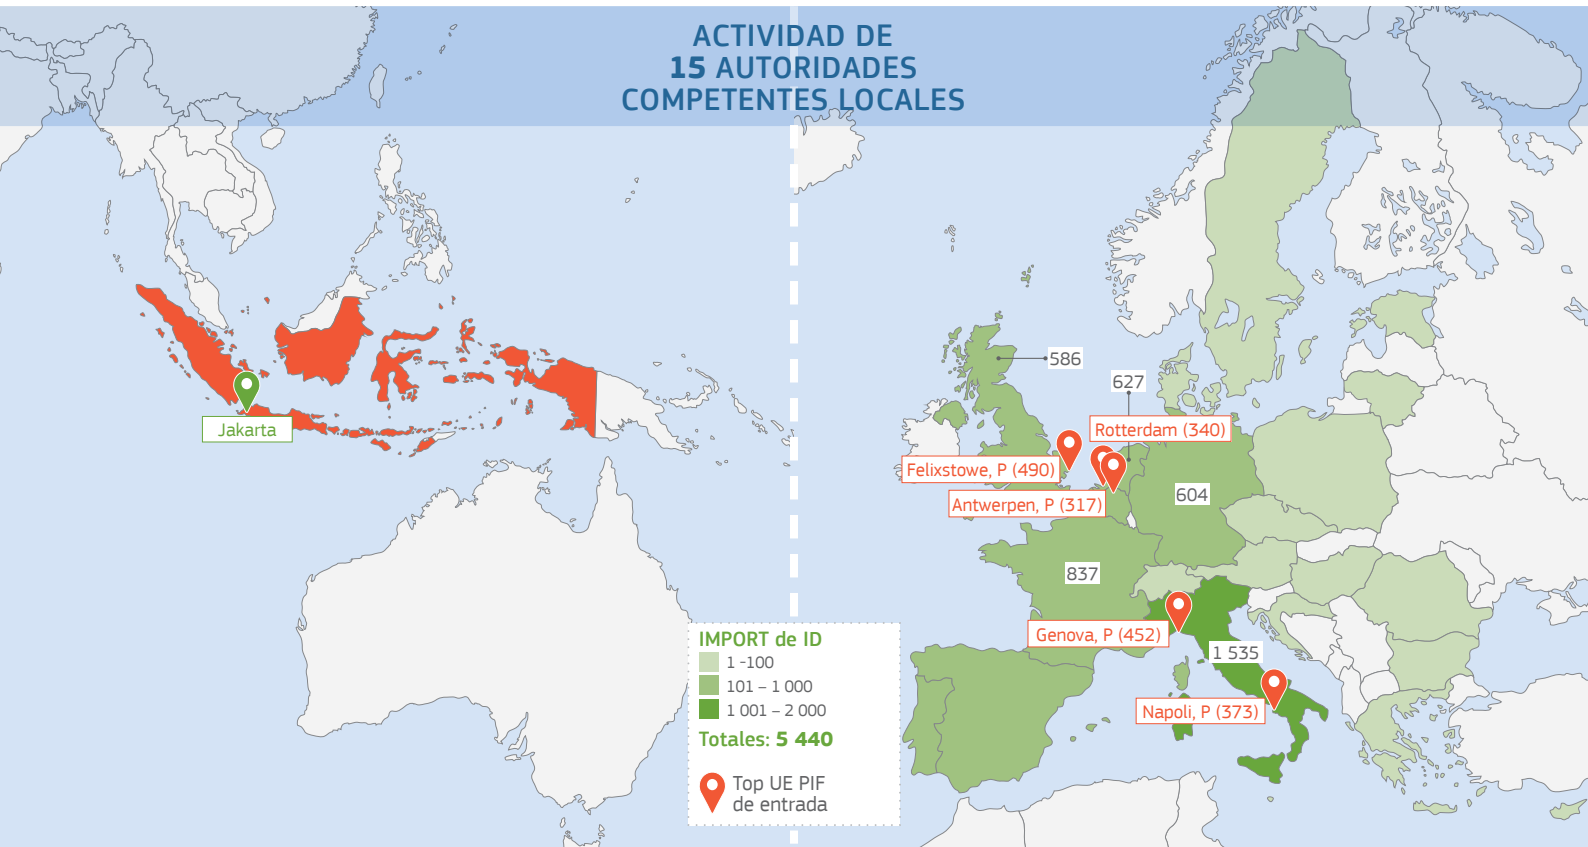 ACTIVIDAD DE
15 AUTORIDADES
COMPETENTES LOCALES
586
627
Rotterdam (340)
Jakarta
Felixstowe, P (490)
604
Antwerpen, P (317)
837
Genova, P (452)
1 535
Napoli, P (373)
IMPORT de ID
1 -100
101 – 1 000
1 001 – 2 000
Totales: 5 440
Top UE PIF
de entrada